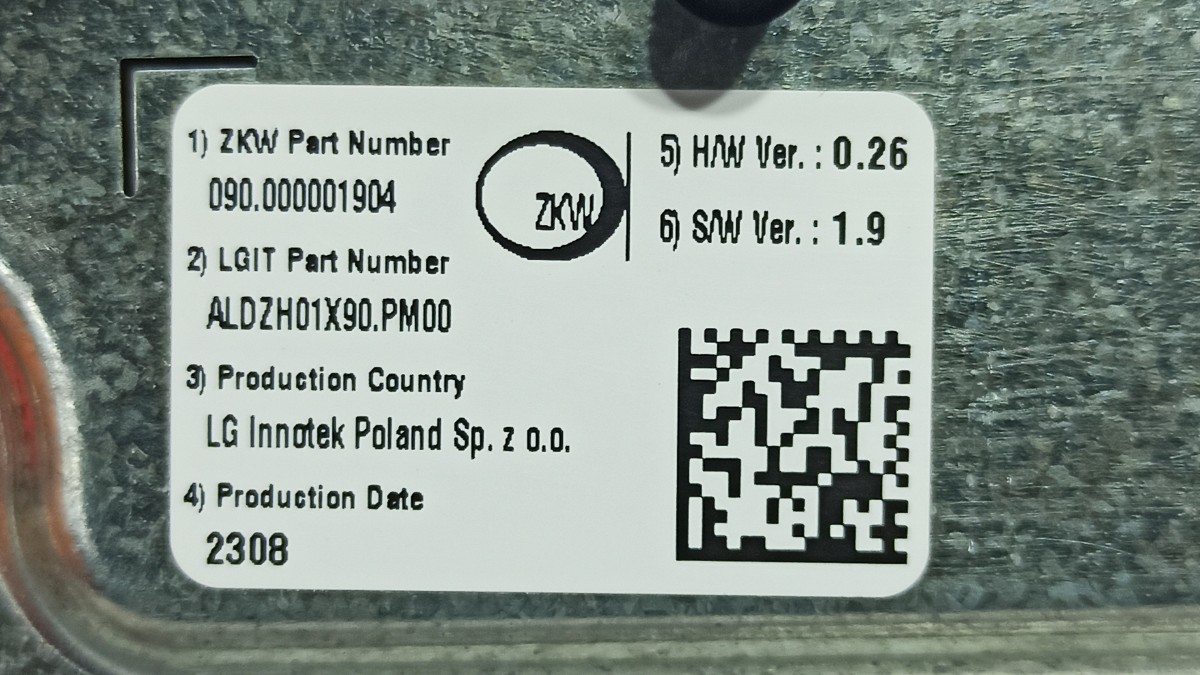 1) ZKW Part Number
090.000001904
2) LGIT Part Number
ALDZH01X90.PM00
3) Production Country
LG Innotek Poland Sp. z o.o.
4) Production Date
2308
ZKW
5) H/W Ver. : 0.26
6) S/W Ver. : 1.9